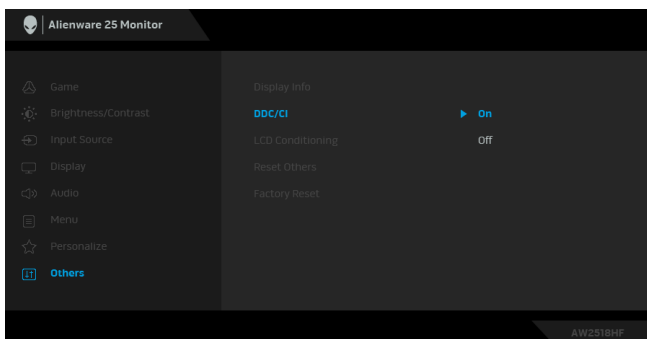 Alienware 25 Monitor
Game
Display Info
Brightness/Contrast
DDC/CI
On
Input Source
LCD Conditioning
Off
Display
Reset Others
Audio
Factory Reset
Menu
Personalize
Others
AW2518HF